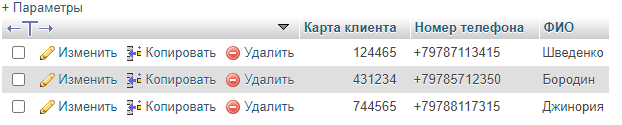 + Параметры
Карта клиента Номер телефона ФИО
Изменить Копировать Удалить 124465 +79787113415 Шведенко
Изменить Копировать Удалить 431234 +79785712350 Бородин
Изменить Копировать Удалить 744565 +79788117315 Джинория